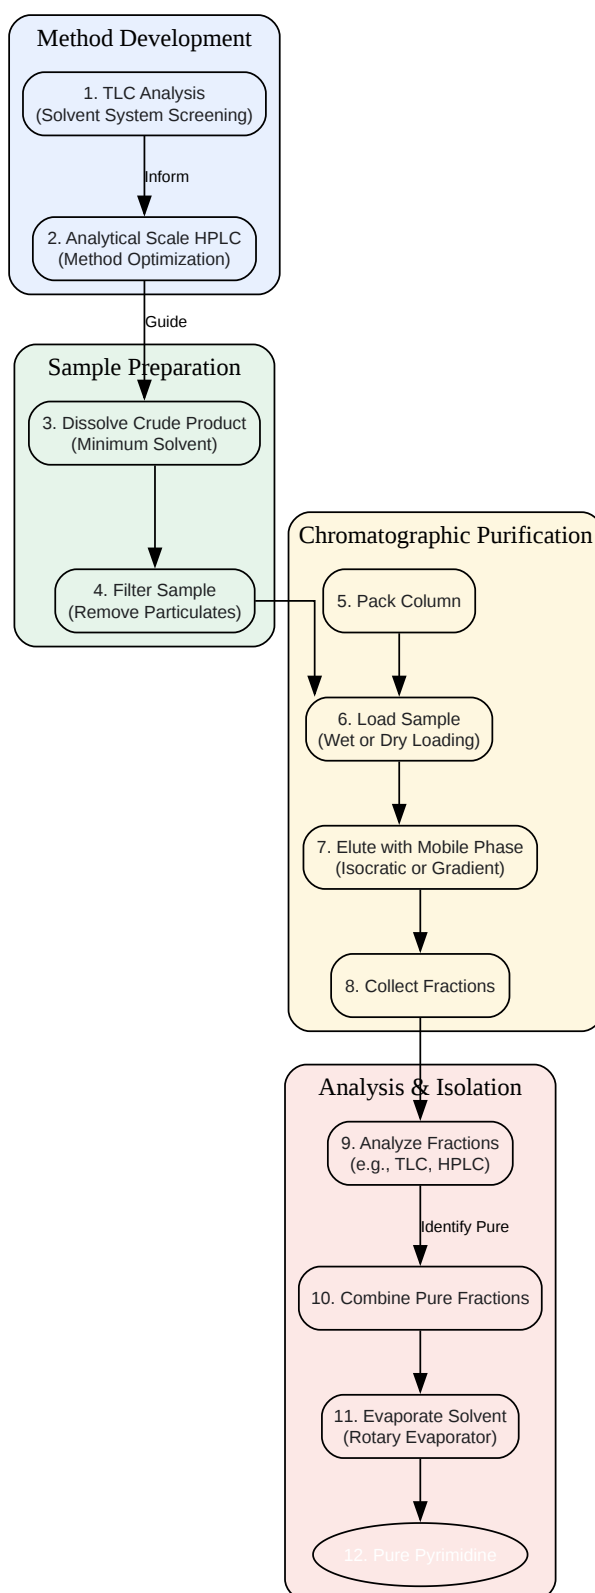 Method Development
1. TLC Analysis
(Solvent System Screening)
Inform
2. Analytical Scale HPLC
(Method Optimization)
Guide
Sample Preparation
3. Dissolve Crude Product
(Minimum Solvent)
Chromatographic Purification
4. Filter Sample
(Remove Particulates)
5. Pack Column
6. Load Sample
(Wet or Dry Loading)
7. Elute with Mobile Phase
(Isocratic or Gradient)
8. Collect Fractions
Analysis & Isolation
9. Analyze Fractions
(e.g., TLC, HPLC)
Identify Pure
10. Combine Pure Fractions
11. Evaporate Solvent
(Rotary Evaporator)
12. Pure Pyrimidine